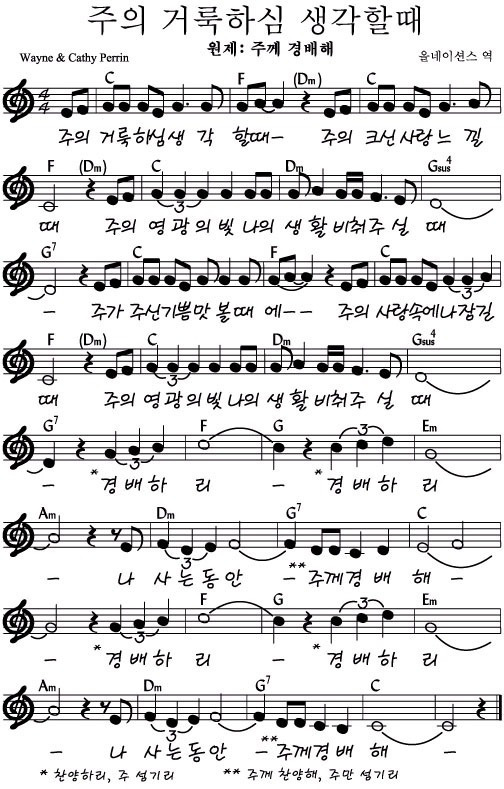 주의 거룩하심 생각할때
원제: 주께 경배해
Wayne & Cathy Perrin 올네이션스 역
C F (Dm) C
주의 거룩하심생 각 할때-- 주의 크신사랑느 낄
F (Dm) C Dm Gsus4
때 주의 영광의빛나의 생 활비춰주 실 때
G7 C F C
- 주가 주신기쁨맛 볼때 에-- 주의 사랑속에나잠길
F (Dm) C Dm Gsus4
때 주의 영광의빛나의 생 활비춰주 실 때
G7 F G Em
- *경배하 리 - *경배하 리
Am Dm G7
- 나 사는동안 -**주께경 배 해-
F G Em
- *경배하 리 - *경배하 리
Am Dm G7 C
- 나 사는동안 -**주께경배 해 -
* 찬양하리, 주 섬기리 ** 주께 찬양해, 주만 섬기리